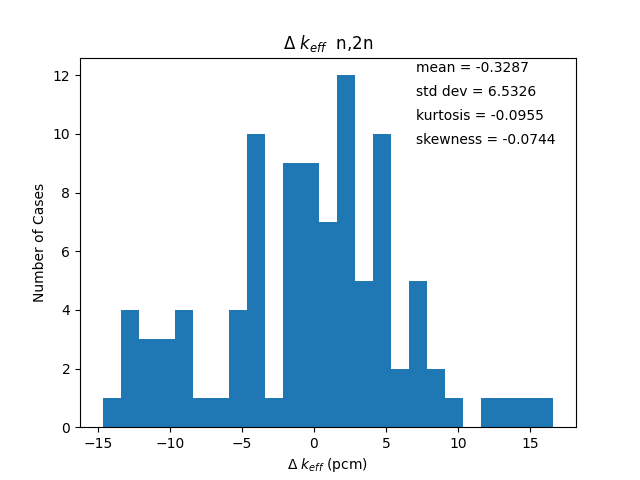 Δ k_eff n,2n
mean = -0.3287
std dev = 6.5326
kurtosis = -0.0955
skewness = -0.0744
Number of Cases
12
10
8
6
4
2
0
−15 −10 −5 0 5 10 15
Δ k_eff (pcm)